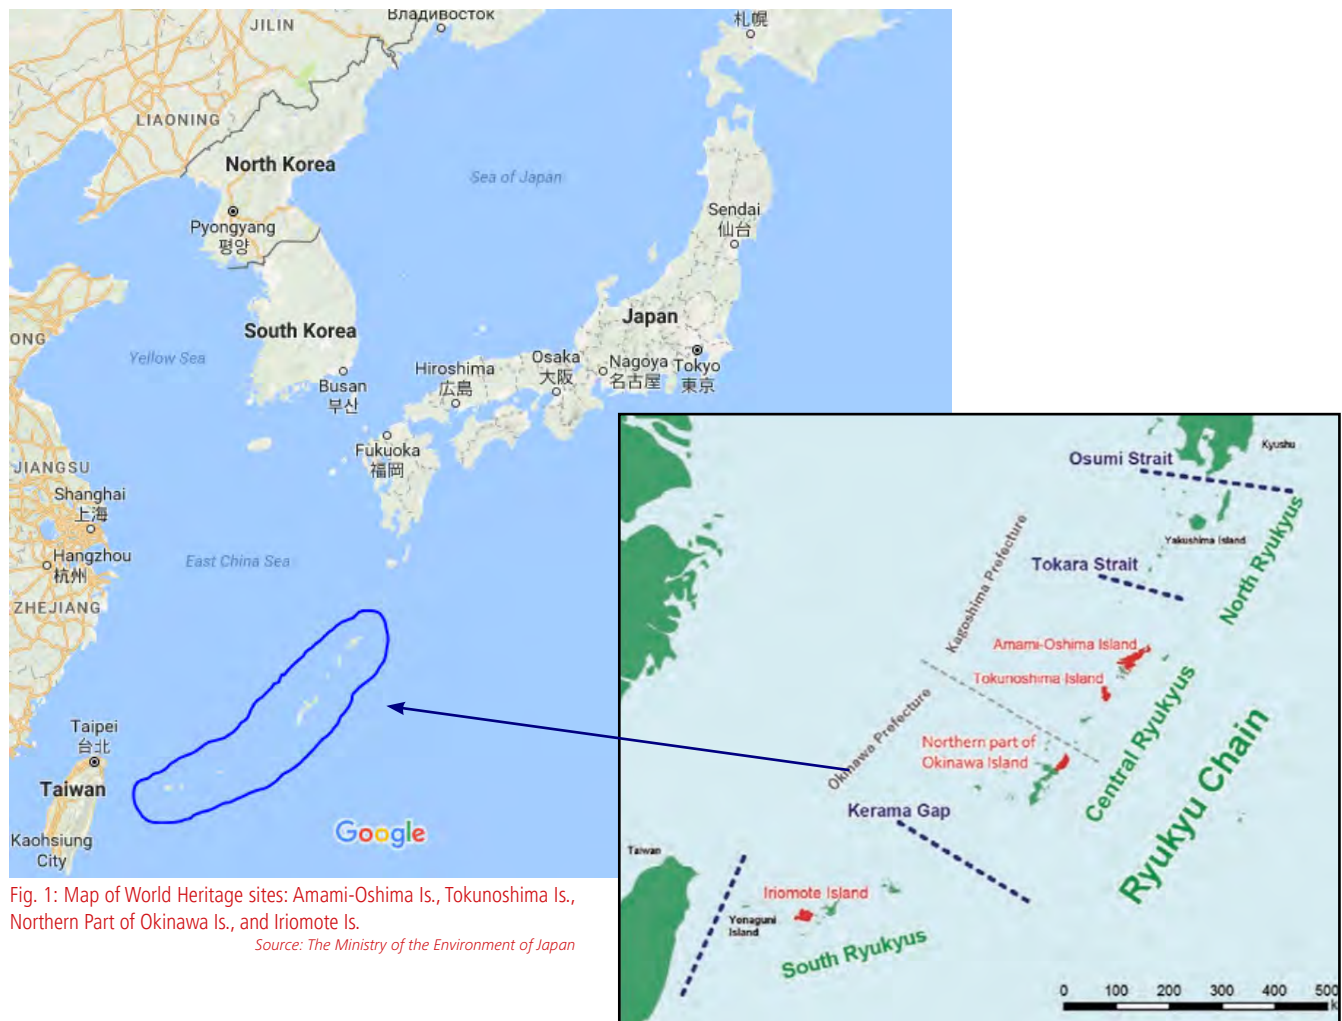 JILIN
Владивосток
札幌
LIAONING
North Korea
Sea of Japan
Pyongyang
평양
Sendai
仙台
ONG
South Korea
Japan
Yellow Sea
Busan
부산
Hiroshima
広島
Osaka
大阪
Nagoya
名古屋
Tokyo
東京
Fukuoka
福岡
JIANGSU
Shanghai
上海
Hangzhou
杭州
East China Sea
ZHEJIANG
Taipei
台北
Taiwan
Kaohsiung
City
Google
Kyushu
Osumi Strait
Yakushima Island
North Ryukyus
Tokara Strait
Kagoshima Prefecture
Amami-Oshima Island
Tokunoshima Island
Okinawa Prefecture
Northern part of
Okinawa Island
Central Ryukyus
Ryukyu Chain
Kerama Gap
Taiwan
Iriomote Island
Yonaguni
Island
South Ryukyus
0 100 200 300 400 500
k
Fig. 1: Map of World Heritage sites: Amami-Oshima Is., Tokunoshima Is.,
Northern Part of Okinawa Is., and Iriomote Is.
Source: The Ministry of the Environment of Japan